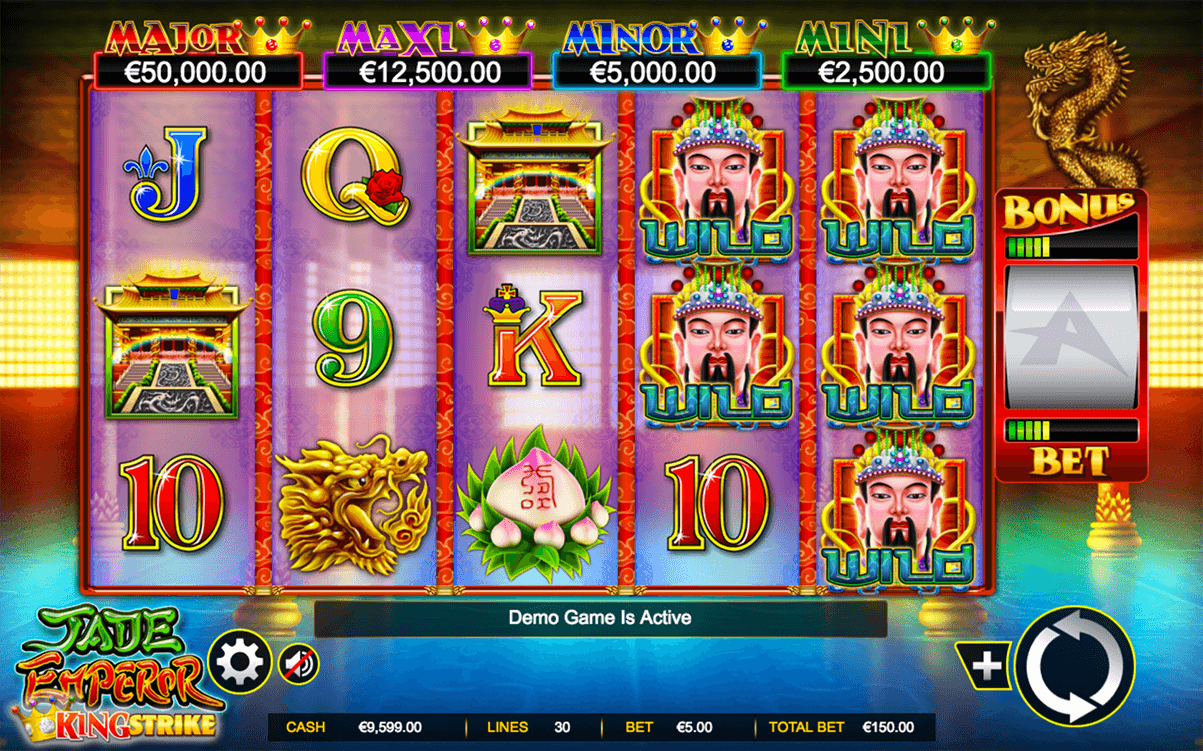 MAJOR MAXI MINOR MINI
€50,000.00 €12,500.00 €5,000.00 €2,500.00
J Q WILD WILD
BONUS
9 K WILD WILD
10 10 WILD
BET
JADE
EMPEROR
KINGSTRIKE
Demo Game Is Active
CASH €9,599.00 LINES 30 BET €5.00 TOTAL BET €150.00